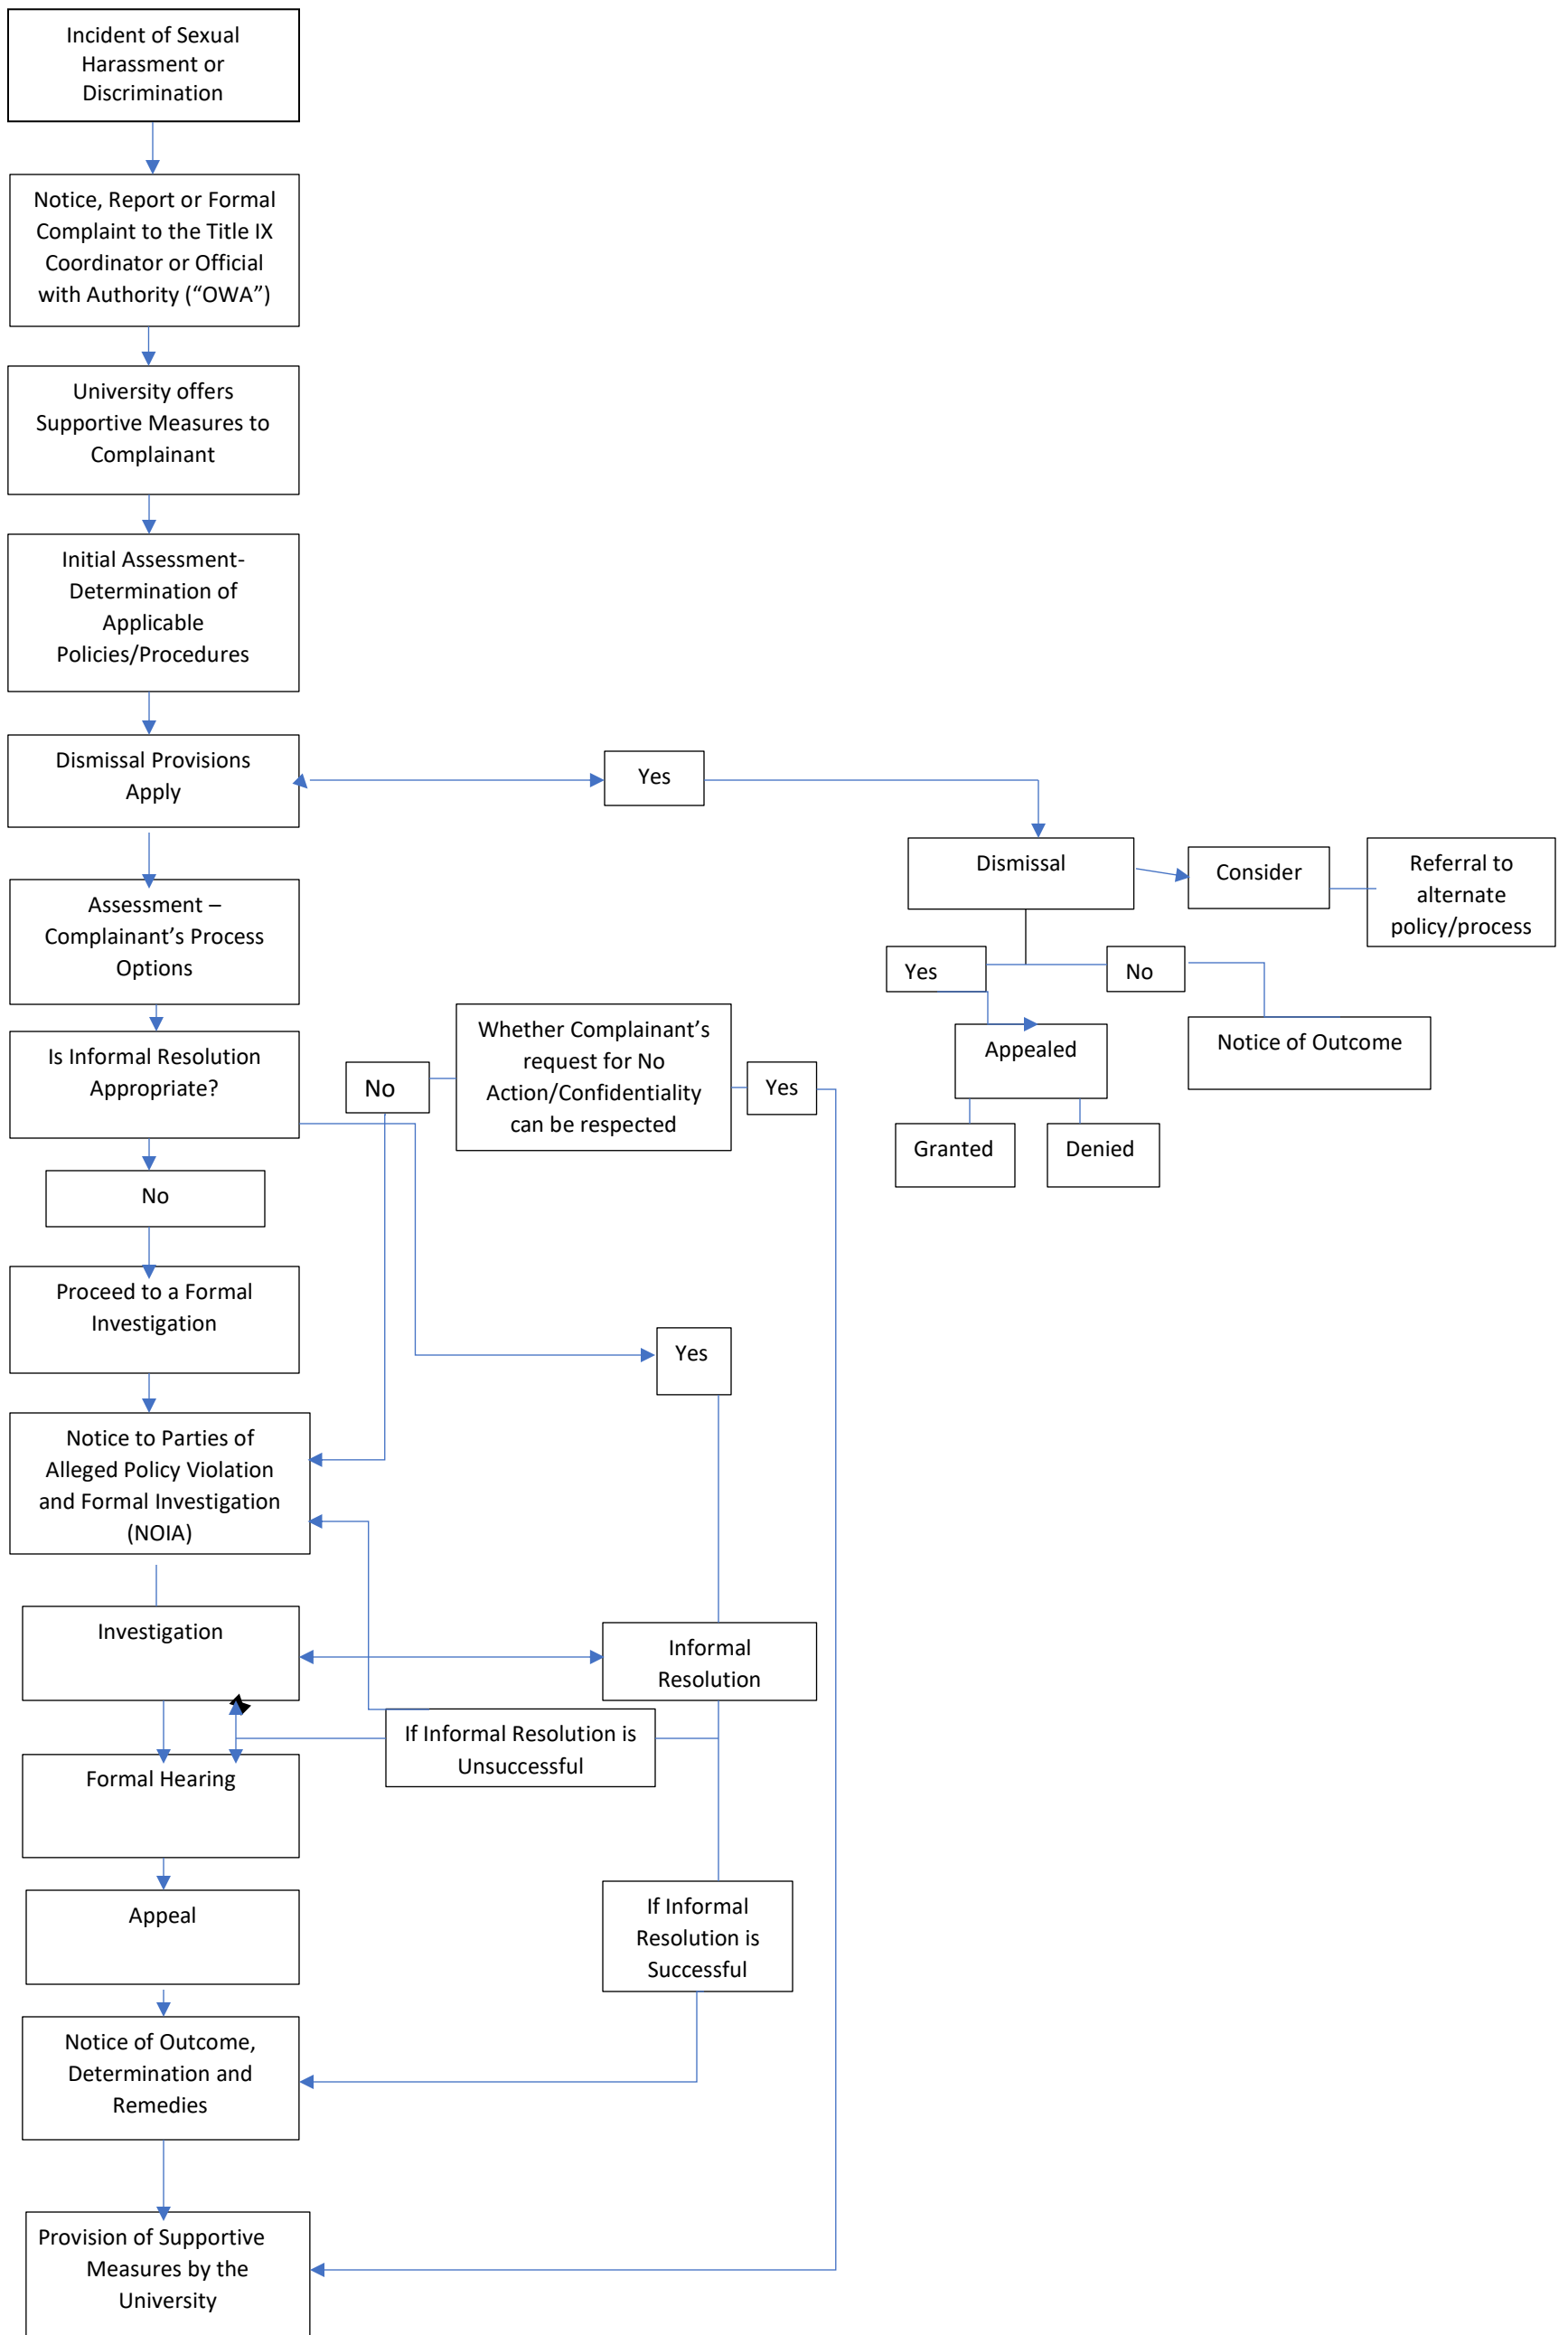 Incident of Sexual
Harassment or
Discrimination
Notice, Report or Formal
Complaint to the Title IX
Coordinator or Official
with Authority (“OWA”)
University offers
Supportive Measures to
Complainant
Initial Assessment-
Determination of
Applicable
Policies/Procedures
Dismissal Provisions
Apply
Yes
Dismissal
Consider
Referral to
alternate
policy/process
Yes
No
Appealed
Notice of Outcome
Granted
Denied
Assessment –
Complainant’s Process
Options
Is Informal Resolution
Appropriate?
No
Whether Complainant’s
request for No
Action/Confidentiality
can be respected
Yes
No
Proceed to a Formal
Investigation
Yes
Notice to Parties of
Alleged Policy Violation
and Formal Investigation
(NOIA)
Investigation
Informal
Resolution
If Informal Resolution is
Unsuccessful
Formal Hearing
Appeal
If Informal
Resolution is
Successful
Notice of Outcome,
Determination and
Remedies
Provision of Supportive
Measures by the
University